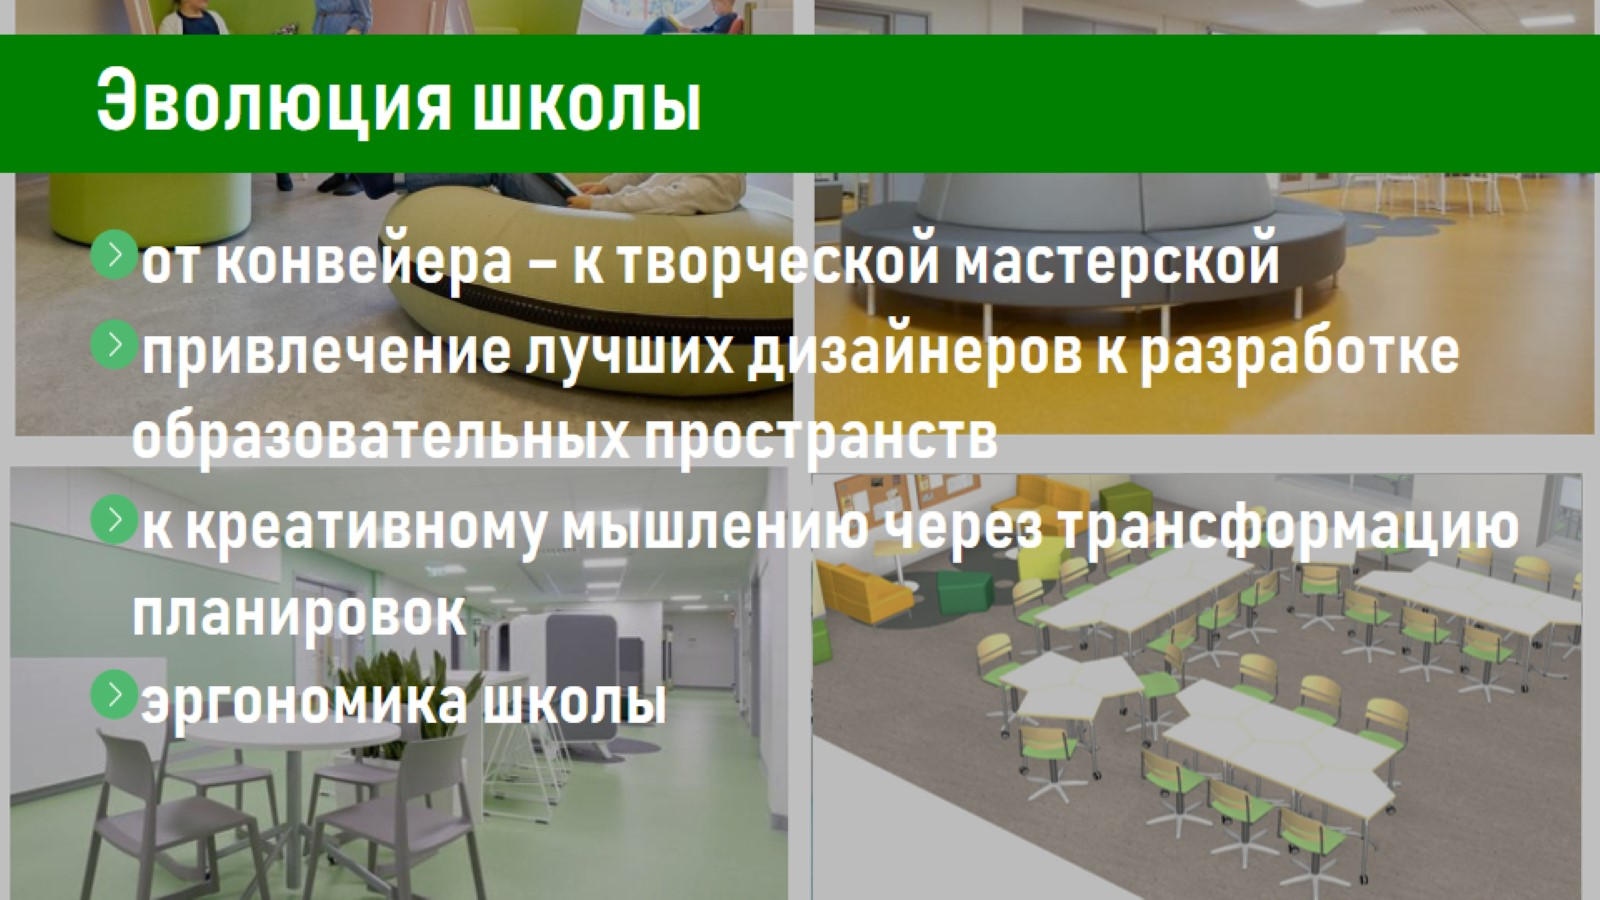 Эволюция школы
от конвейера – к творческой мастерской
привлечение лучших дизайнеров к разработке
образовательных пространств
к креативному мышлению через трансформацию
планировок
эргономика школы